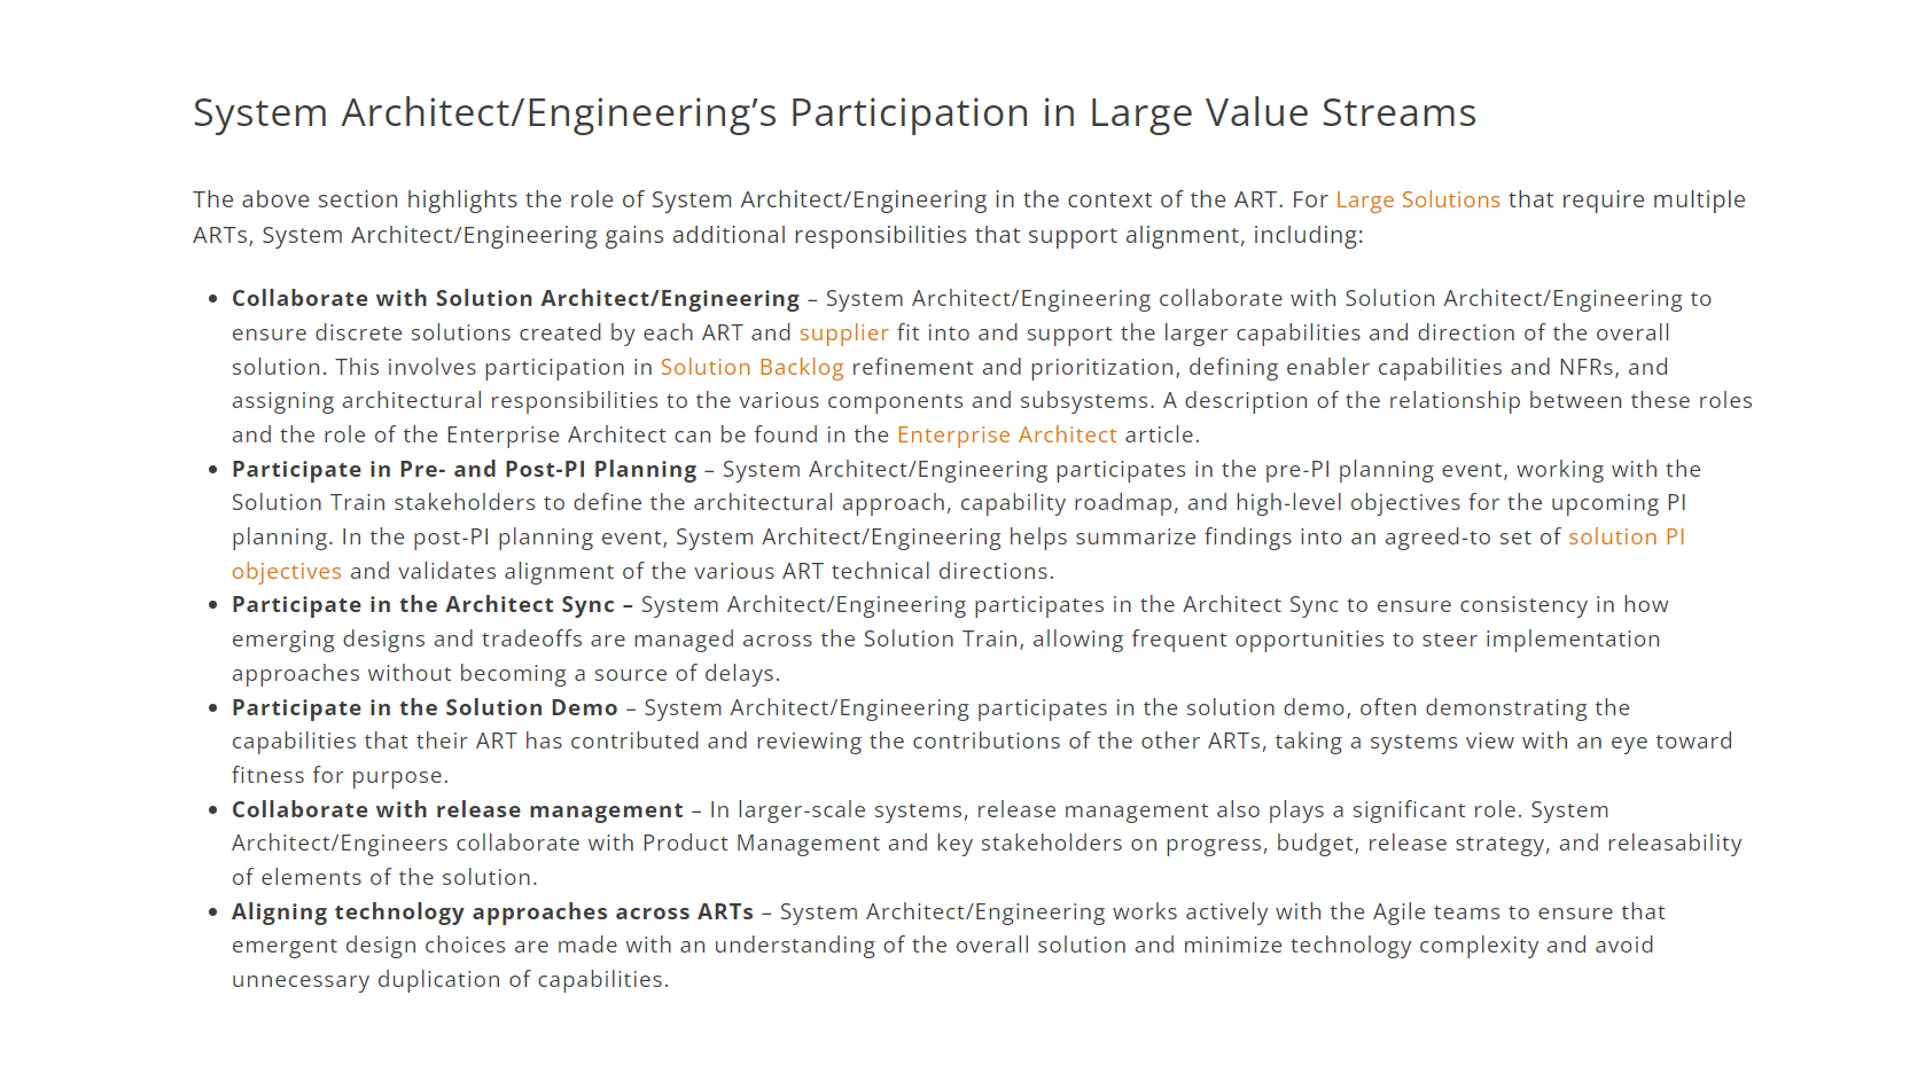 System Architect/Engineering’s Participation in Large Value Streams
The above section highlights the role of System Architect/Engineering in the context of the ART. For Large Solutions that require multiple
ARTs, System Architect/Engineering gains additional responsibilities that support alignment, including:
• Collaborate with Solution Architect/Engineering – System Architect/Engineering collaborate with Solution Architect/Engineering to
ensure discrete solutions created by each ART and supplier fit into and support the larger capabilities and direction of the overall
solution. This involves participation in Solution Backlog refinement and prioritization, defining enabler capabilities and NFRs, and
assigning architectural responsibilities to the various components and subsystems. A description of the relationship between these roles
and the role of the Enterprise Architect can be found in the Enterprise Architect article.
• Participate in Pre- and Post-PI Planning – System Architect/Engineering participates in the pre-PI planning event, working with the
Solution Train stakeholders to define the architectural approach, capability roadmap, and high-level objectives for the upcoming PI
planning. In the post-PI planning event, System Architect/Engineering helps summarize findings into an agreed-to set of solution PI
objectives and validates alignment of the various ART technical directions.
• Participate in the Architect Sync – System Architect/Engineering participates in the Architect Sync to ensure consistency in how
emerging designs and tradeoffs are managed across the Solution Train, allowing frequent opportunities to steer implementation
approaches without becoming a source of delays.
• Participate in the Solution Demo – System Architect/Engineering participates in the solution demo, often demonstrating the
capabilities that their ART has contributed and reviewing the contributions of the other ARTs, taking a systems view with an eye toward
fitness for purpose.
• Collaborate with release management – In larger-scale systems, release management also plays a significant role. System
Architect/Engineers collaborate with Product Management and key stakeholders on progress, budget, release strategy, and releasability
of elements of the solution.
• Aligning technology approaches across ARTs – System Architect/Engineering works actively with the Agile teams to ensure that
emergent design choices are made with an understanding of the overall solution and minimize technology complexity and avoid
unnecessary duplication of capabilities.